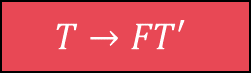 T → FT′